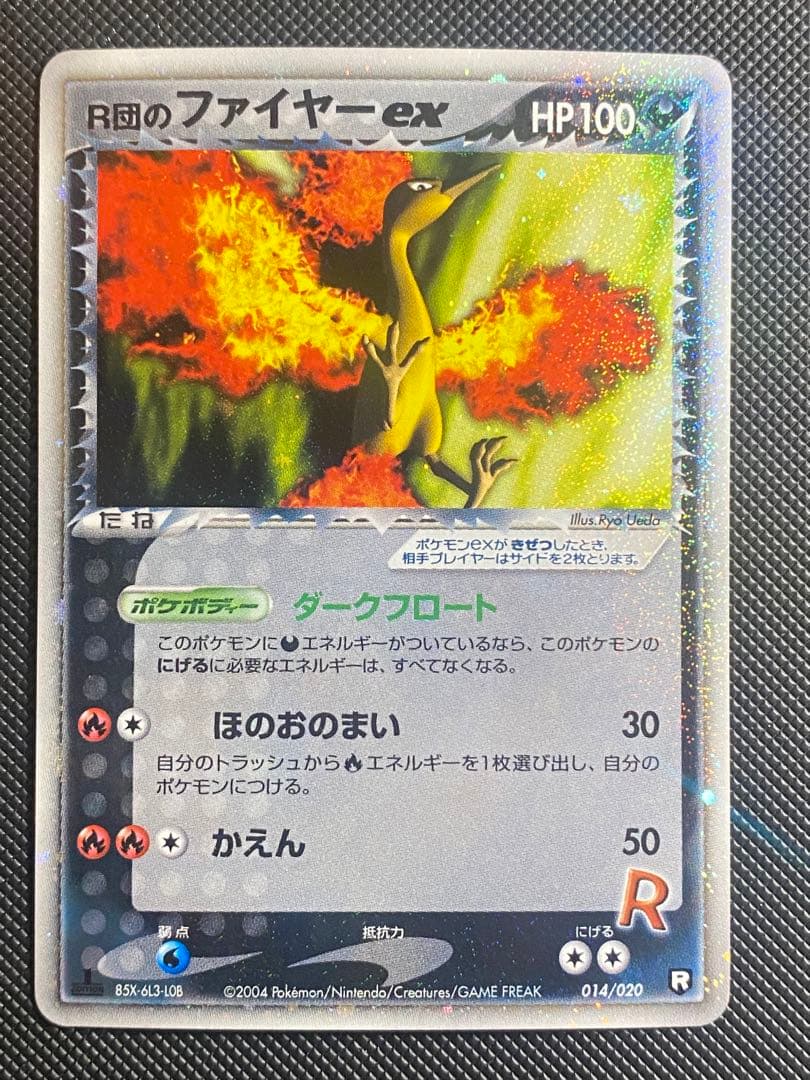 R団のファイヤーex HP100
たね
Illus.Ryo Ueda
ポケモンexが きぜつしたとき、
相手プレイヤーはサイドを2枚とります。
ポケボディー ダークフロート
このポケモンにエネルギーがついているなら、このポケモンの
にげるに必要なエネルギーは、すべてなくなる。
ほのおのまい 30
自分のトラッシュからエネルギーを1枚選び出し、自分の
ポケモンにつける。
かえん 50
R
弱点 抵抗力 にげる
1 EDITION 85X-6L3-L0B ©2004 Pokémon/Nintendo/Creatures/GAME FREAK 014/020 R